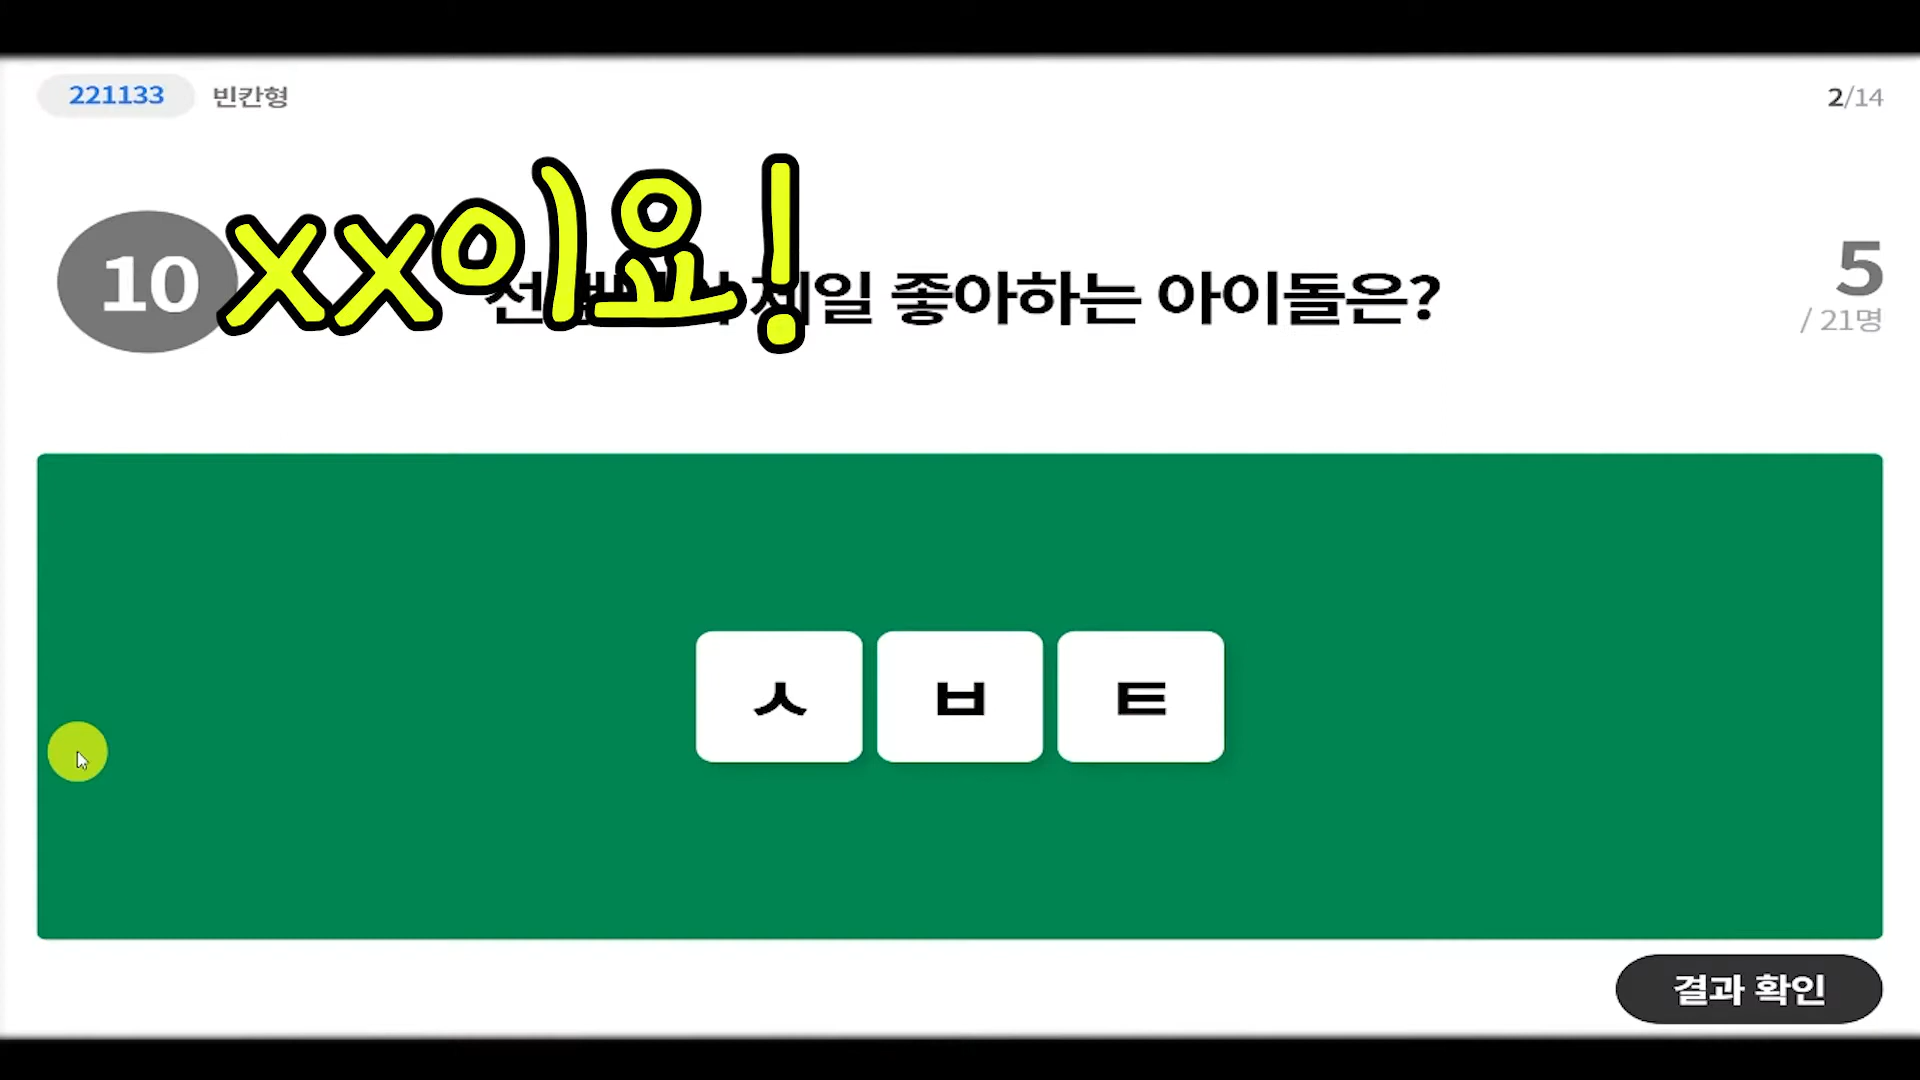 221133 빈칸형 2/14
xx이요!
10 제일 좋아하는 아이돌은?
5
/ 21명
ㅅ ㅂ ㅌ
결과 확인